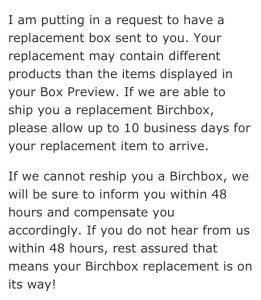 I am putting in a request to have a
replacement box sent to you. Your
replacement may contain different
products than the items displayed in
your Box Preview. If we are able to
ship you a replacement Birchbox,
please allow up to 10 business days for
your replacement item to arrive.
If we cannot reship you a Birchbox, we
will be sure to inform you within 48
hours and compensate you
accordingly. If you do not hear from us
within 48 hours, rest assured that
means your Birchbox replacement is on
its way!